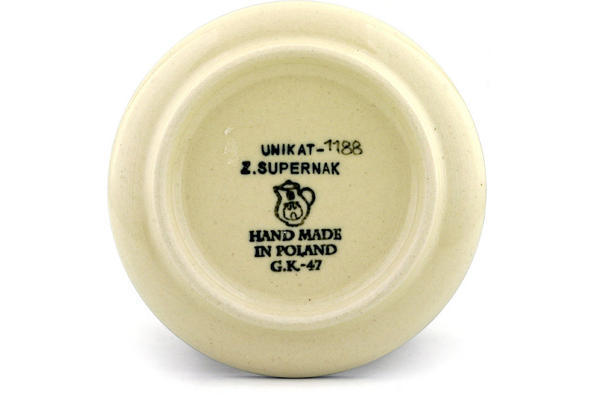 UNIKAT-1188
Z.SUPERNAK
HAND MADE
IN POLAND
G.K.-47